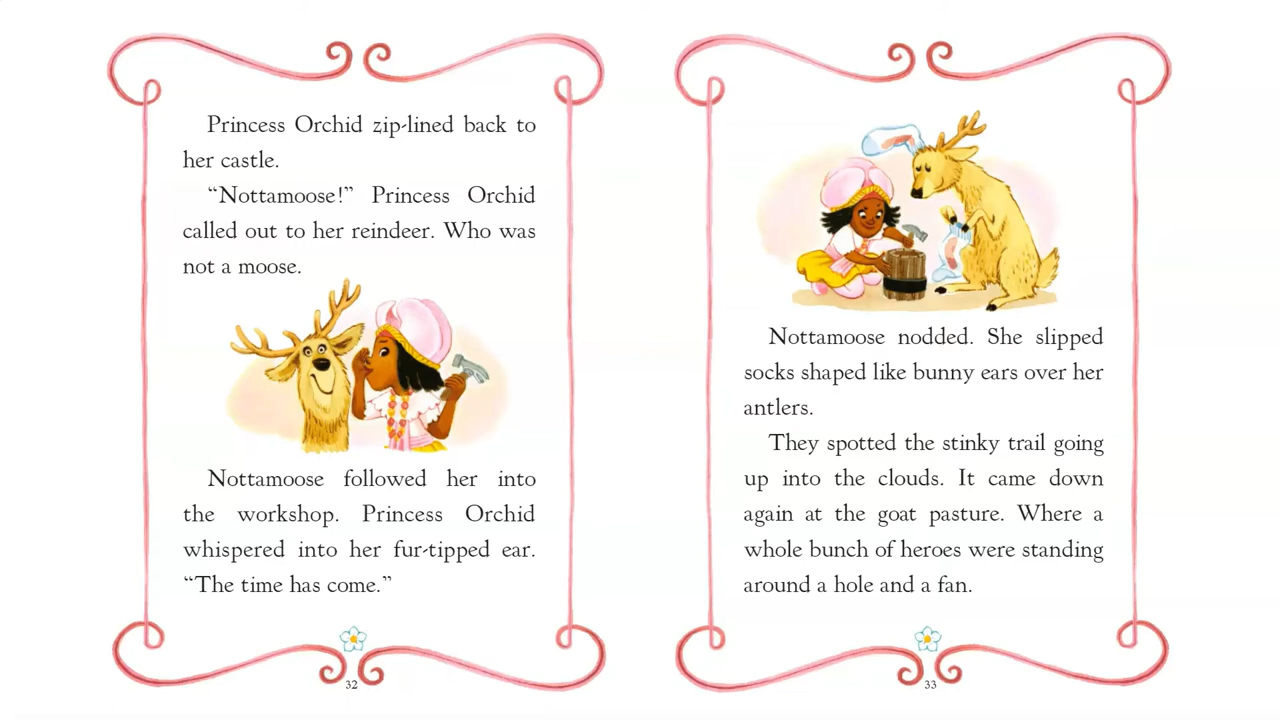 Princess Orchid zip-lined back to
her castle.
“Nottamoose!” Princess Orchid
called out to her reindeer. Who was
not a moose.
Nottamoose followed her into
the workshop. Princess Orchid
whispered into her fur-tipped ear.
“The time has come.”
32
Nottamoose nodded. She slipped
socks shaped like bunny ears over her
antlers.
They spotted the stinky trail going
up into the clouds. It came down
again at the goat pasture. Where a
whole bunch of heroes were standing
around a hole and a fan.
33